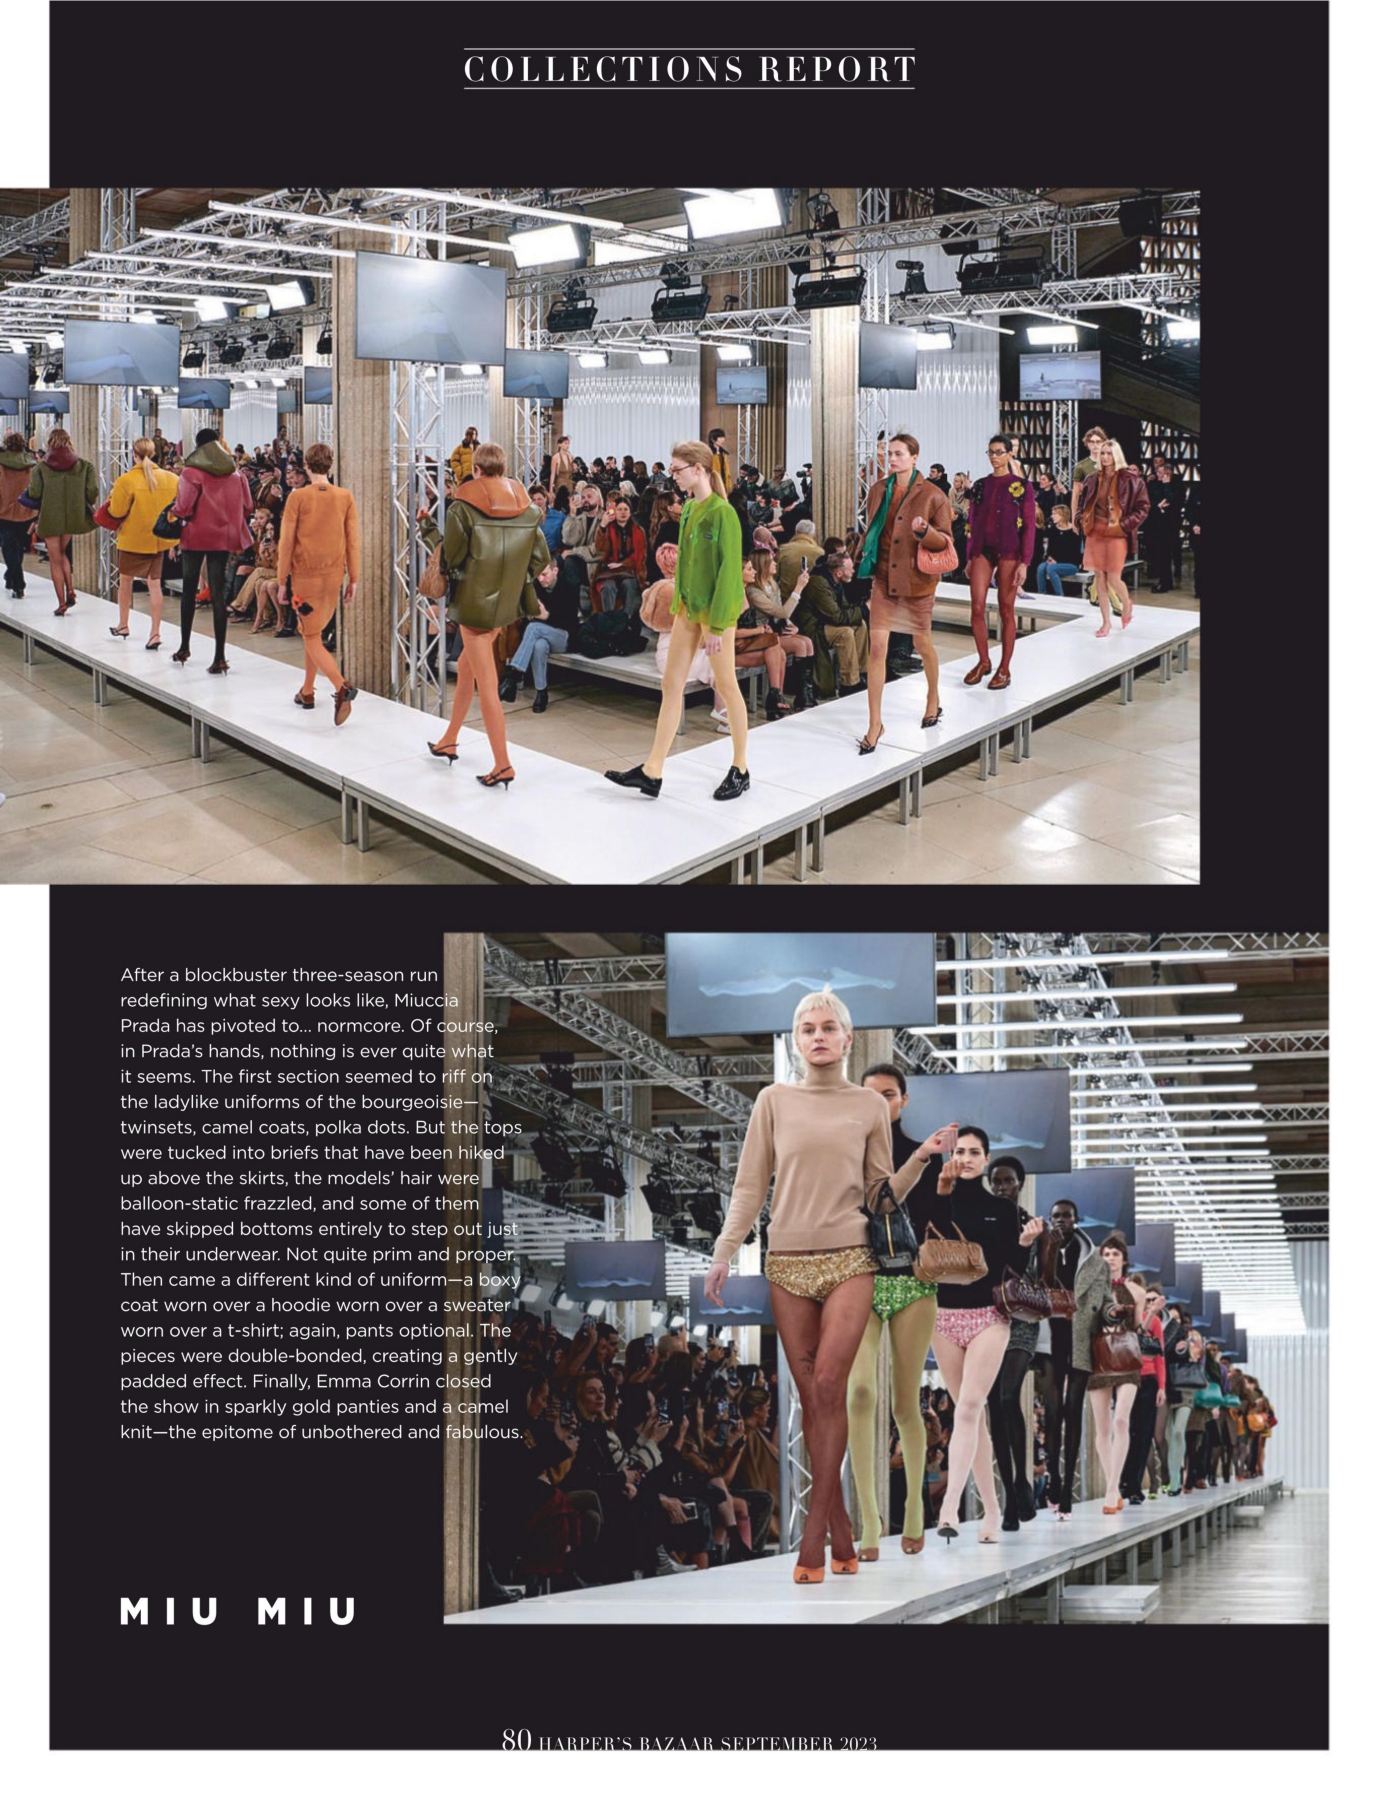 COLLECTIONS REPORT
After a blockbuster three-season run
redefining what sexy looks like, Miuccia
Prada has pivoted to... normcore. Of course,
in Prada’s hands, nothing is ever quite what
it seems. The first section seemed to riff on
the ladylike uniforms of the bourgeoisie—
twinsets, camel coats, polka dots. But the tops
were tucked into briefs that have been hiked
up above the skirts, the models’ hair were
balloon-static frazzled, and some of them
have skipped bottoms entirely to step out just
in their underwear. Not quite prim and proper.
Then came a different kind of uniform—a boxy
coat worn over a hoodie worn over a sweater
worn over a t-shirt; again, pants optional. The
pieces were double-bonded, creating a gently
padded effect. Finally, Emma Corrin closed
the show in sparkly gold panties and a camel
knit—the epitome of unbothered and fabulous.
MIU MIU
80 HARPER’S BAZAAR SEPTEMBER 2023